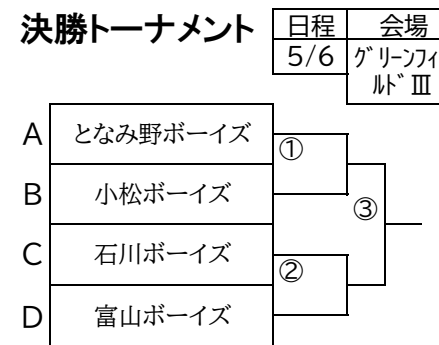 決勝トーナメント
日程 会場
5/6 グリーンフィ
ルドⅢ
A となみ野ボーイズ
①
B 小松ボーイズ
③
C 石川ボーイズ
②
D 富山ボーイズ